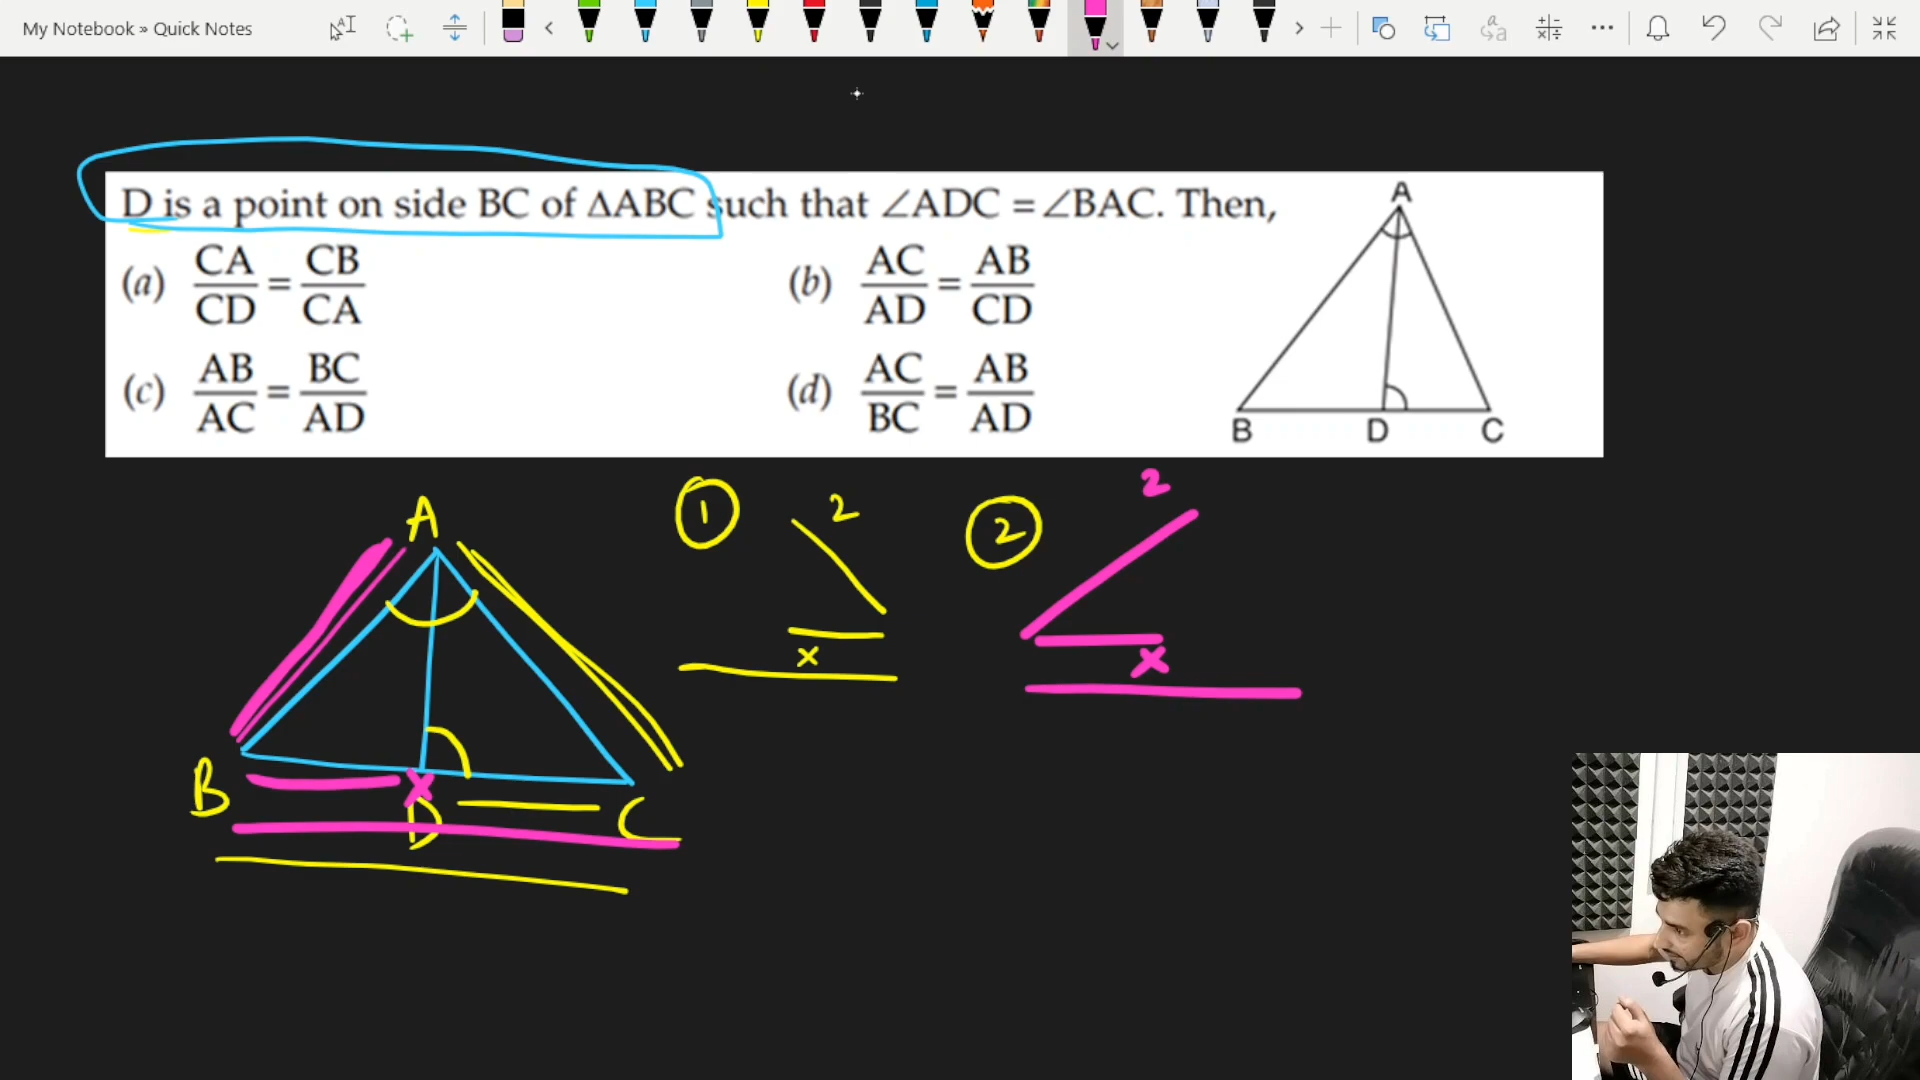 My Notebook » Quick Notes
D is a point on side BC of ΔABC such that ∠ADC = ∠BAC. Then,
(a) CA/CD = CB/CA (b) AC/AD = AB/CD
(c) AB/AC = BC/AD (d) AC/BC = AB/AD
A
B D C
A
B D C
x
1 2
x
2 2
x